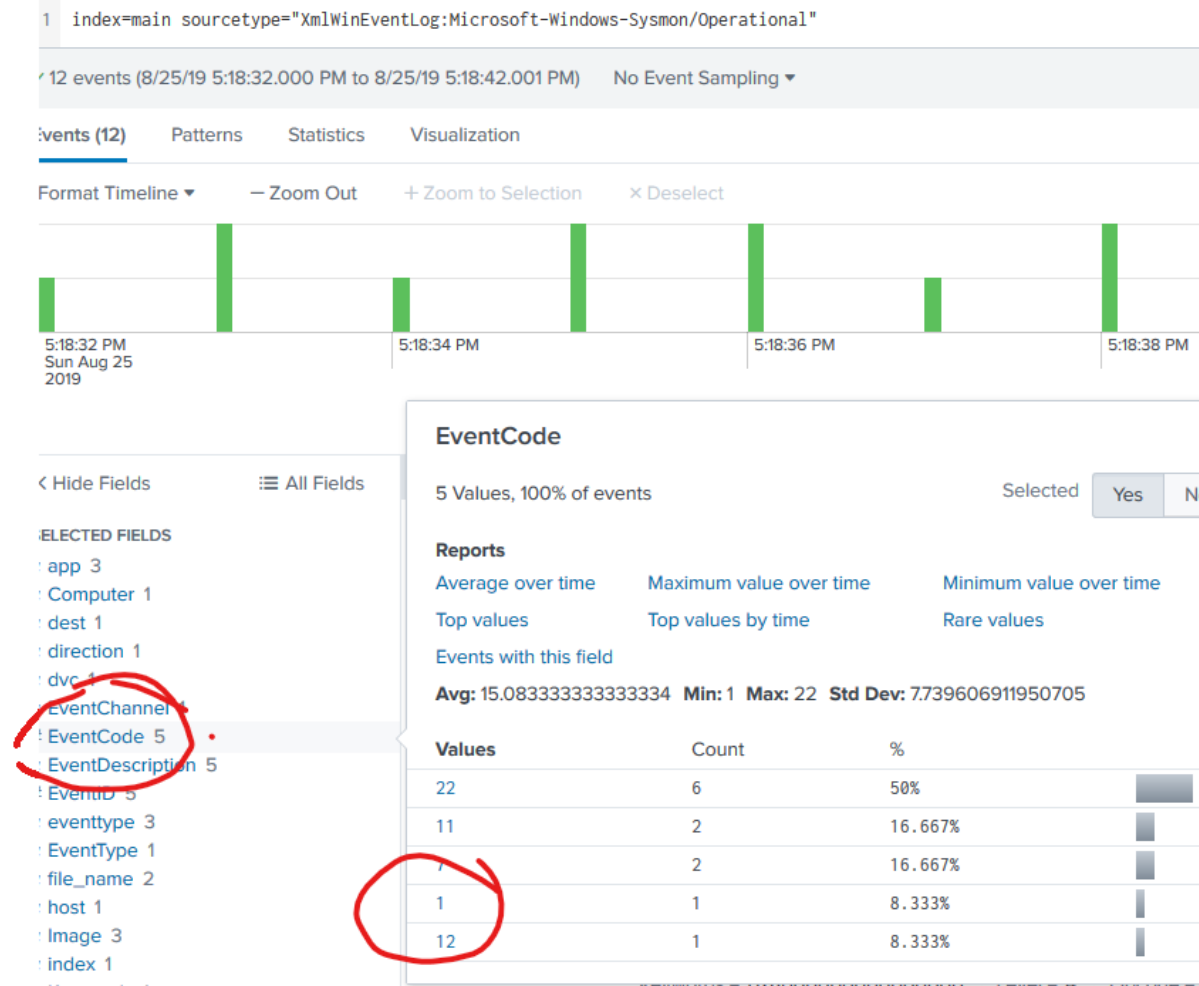 1 index=main sourcetype="XmlWinEventLog:Microsoft-Windows-Sysmon/Operational"
12 events (8/25/19 5:18:32.000 PM to 8/25/19 5:18:42.001 PM) No Event Sampling
Events (12) Patterns Statistics Visualization
Format Timeline — Zoom Out + Zoom to Selection × Deselect
5:18:32 PM 5:18:34 PM 5:18:36 PM 5:18:38 PM
Sun Aug 25
2019
EventCode
< Hide Fields All Fields
5 Values, 100% of events Selected Yes N
SELECTED FIELDS
Reports
app 3
Average over time Maximum value over time Minimum value over time
Computer 1
dest 1
Top values Top values by time Rare values
direction 1
Events with this field
dvc 1
Avg: 15.083333333333334 Min: 1 Max: 22 Std Dev: 7.739606911950705
EventChannel 1
EventCode 5
Values Count %
EventDescription 5
22 6 50%
EventID 5
eventtype 3
11 2 16.667%
EventType 1
7 2 16.667%
file_name 2
host 1
1 1 8.333%
Image 3
12 1 8.333%
index 1